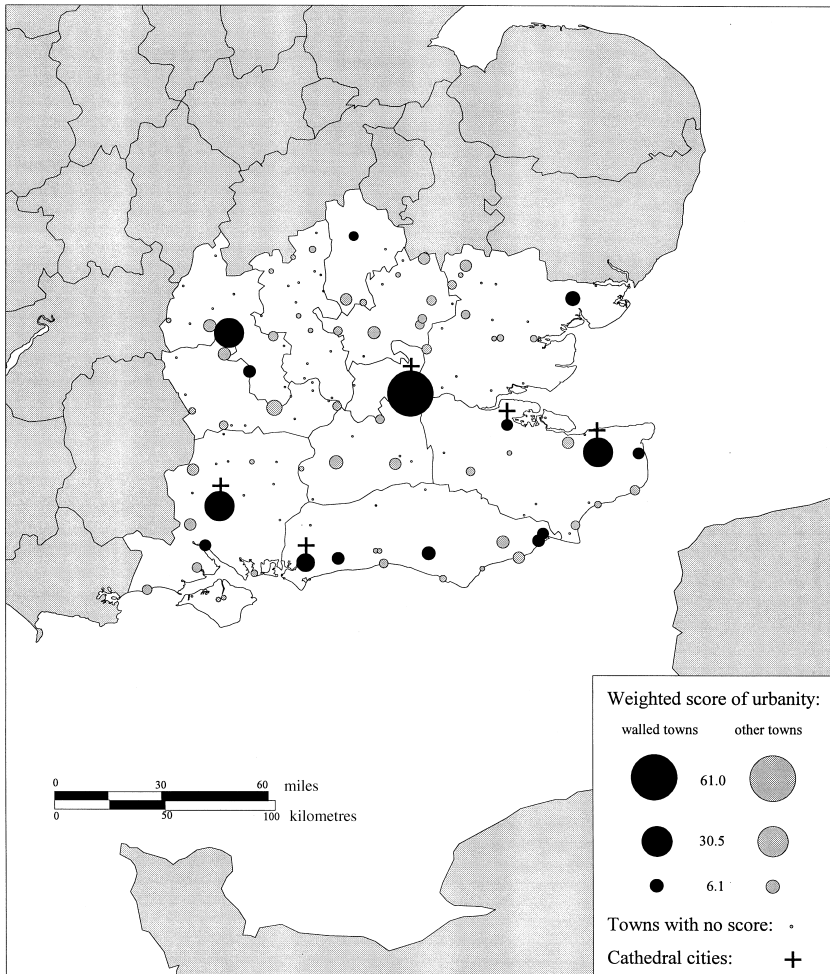 Weighted score of urbanity:
walled towns other towns
61.0
30.5
6.1
Towns with no score:
Cathedral cities:
0 30 60 miles
0 50 100 kilometres